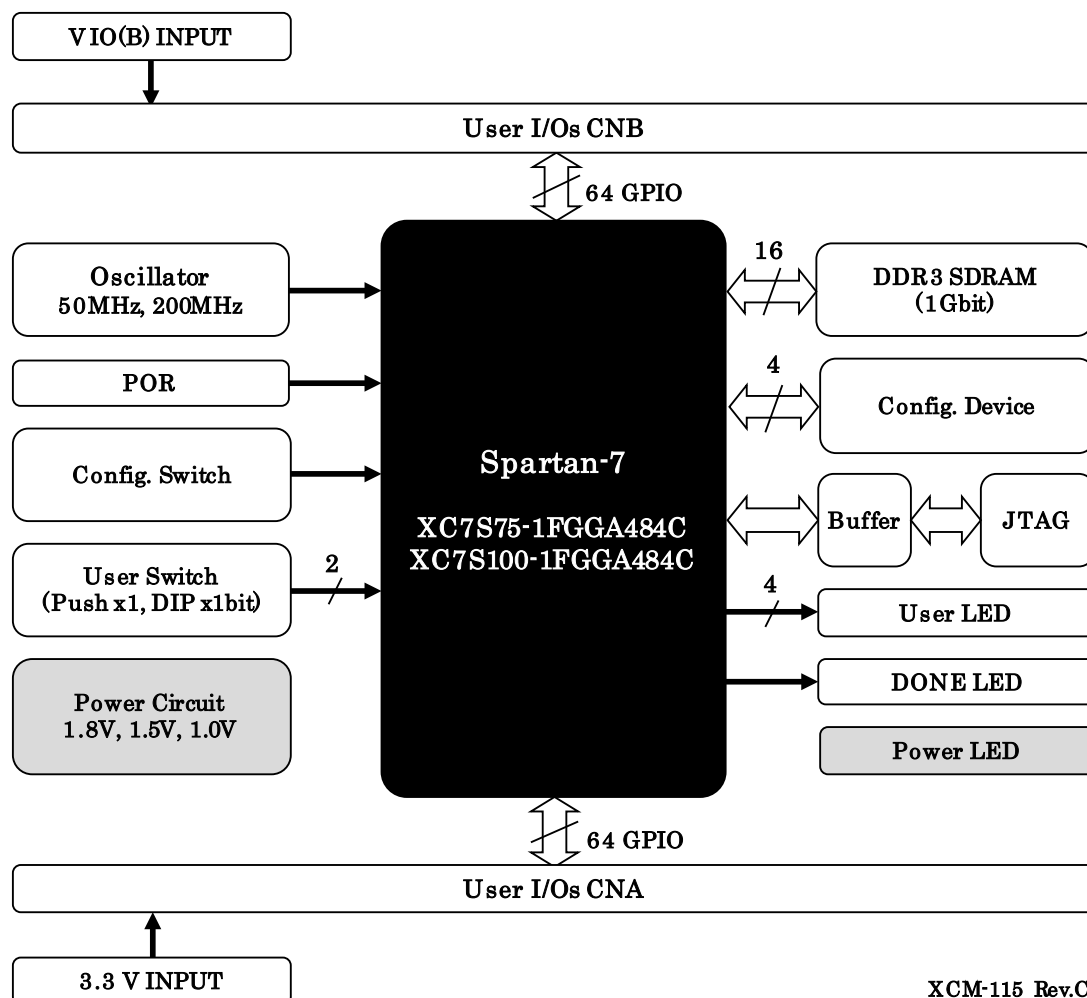 VIO(B) INPUT
User I/Os CNB
64 GPIO
Oscillator
50MHz, 200MHz
16
DDR3 SDRAM
(1Gbit)
POR
4
Config. Device
Config. Switch
Spartan-7
XC7S75-1FGGA484C
XC7S100-1FGGA484C
Buffer
JTAG
User Switch
(Push x1, DIP x1bit)
2
4
User LED
DONE LED
Power Circuit
1.8V, 1.5V, 1.0V
Power LED
64 GPIO
User I/Os CNA
3.3 V INPUT
XCM-115 Rev.C